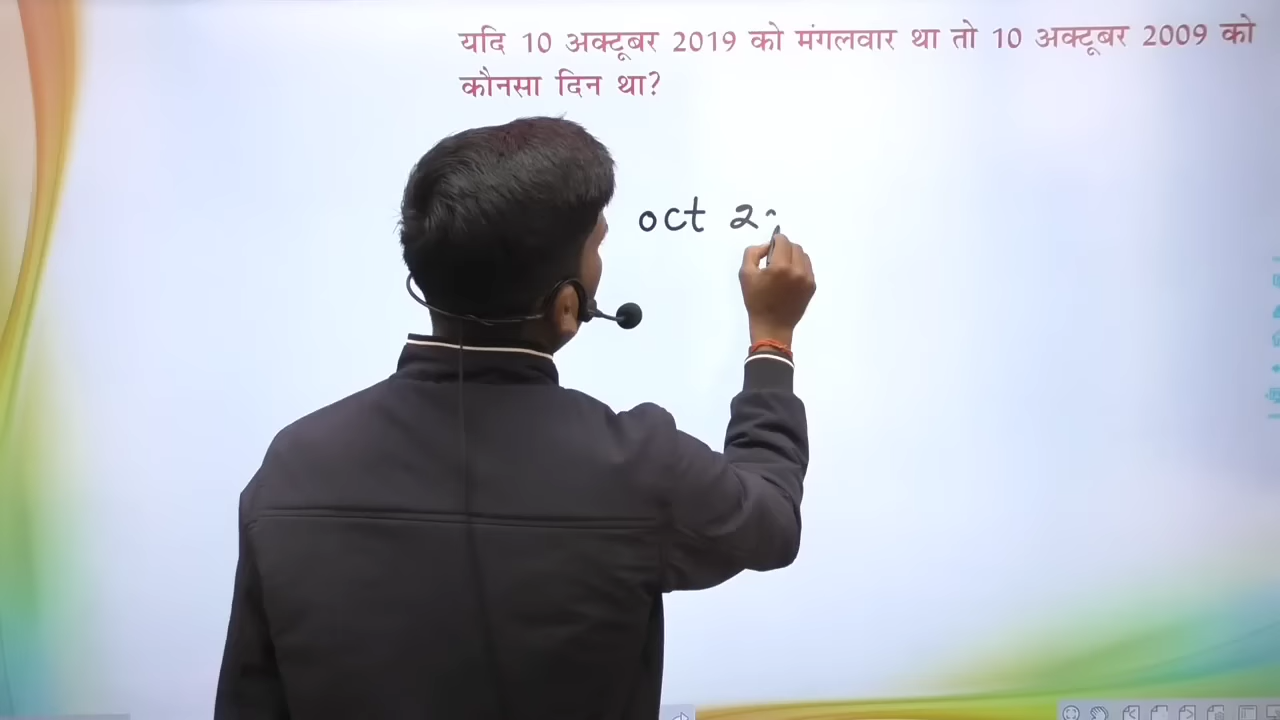 यदि 10 अक्टूबर 2019 को मंगलवार था तो 10 अक्टूबर 2009 को
कौनसा दिन था?
oct 2